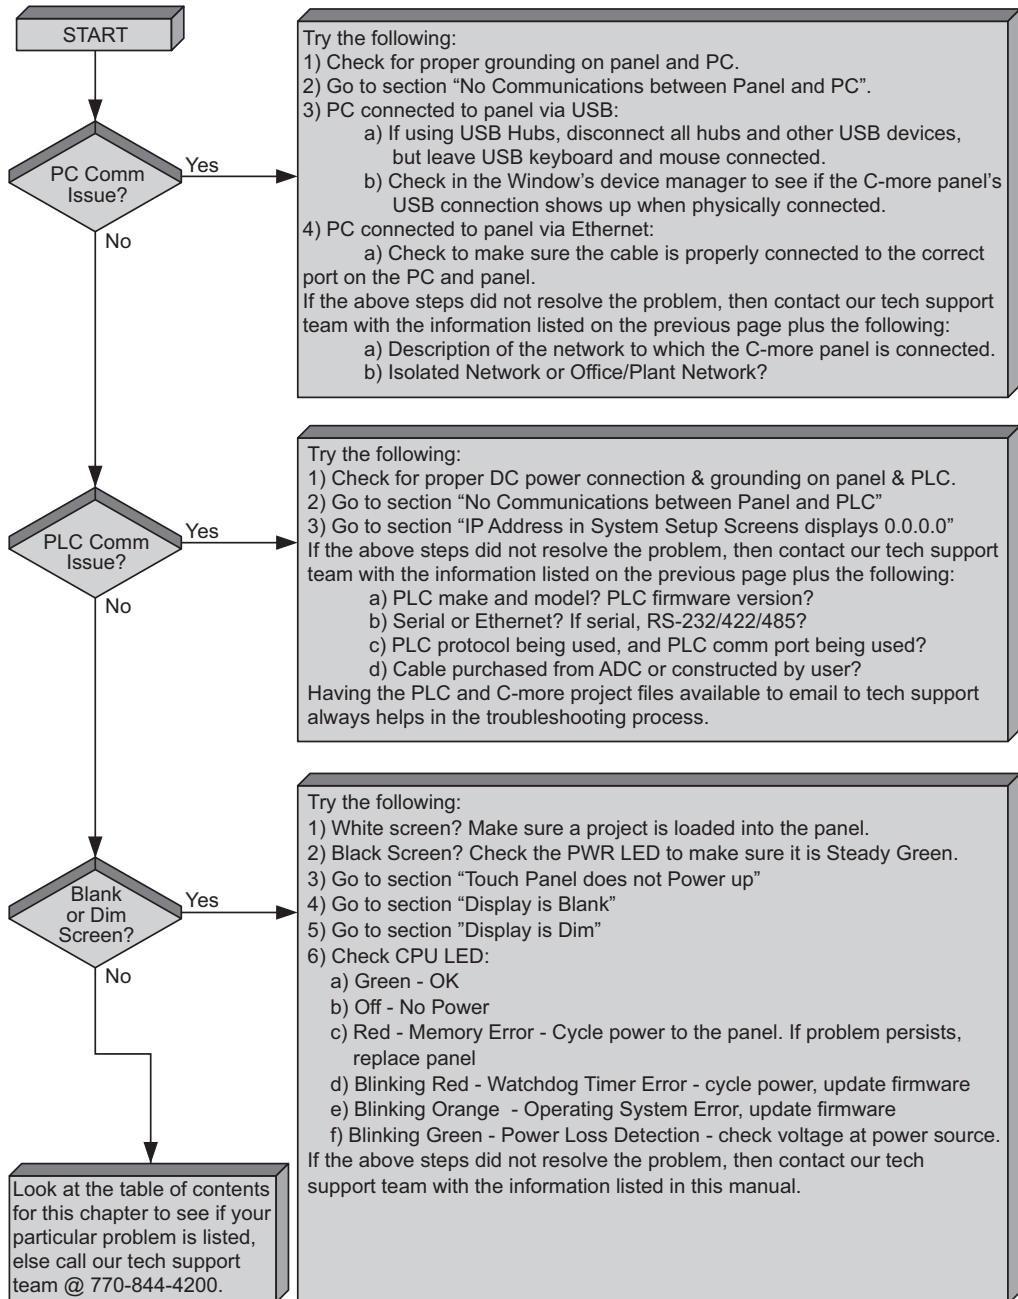 START
PC Comm
Issue?
Yes
No
Try the following:
1) Check for proper grounding on panel and PC.
2) Go to section “No Communications between Panel and PC”.
3) PC connected to panel via USB:
a) If using USB Hubs, disconnect all hubs and other USB devices,
but leave USB keyboard and mouse connected.
b) Check in the Window’s device manager to see if the C-more panel’s
USB connection shows up when physically connected.
4) PC connected to panel via Ethernet:
a) Check to make sure the cable is properly connected to the correct
port on the PC and panel.
If the above steps did not resolve the problem, then contact our tech support
team with the information listed on the previous page plus the following:
a) Description of the network to which the C-more panel is connected.
b) Isolated Network or Office/Plant Network?
PLC Comm
Issue?
Yes
No
Try the following:
1) Check for proper DC power connection & grounding on panel & PLC.
2) Go to section “No Communications between Panel and PLC”
3) Go to section “IP Address in System Setup Screens displays 0.0.0.0”
If the above steps did not resolve the problem, then contact our tech support
team with the information listed on the previous page plus the following:
a) PLC make and model? PLC firmware version?
b) Serial or Ethernet? If serial, RS-232/422/485?
c) PLC protocol being used, and PLC comm port being used?
d) Cable purchased from ADC or constructed by user?
Having the PLC and C-more project files available to email to tech support
always helps in the troubleshooting process.
Blank
or Dim
Screen?
Yes
No
Try the following:
1) White screen? Make sure a project is loaded into the panel.
2) Black Screen? Check the PWR LED to make sure it is Steady Green.
3) Go to section “Touch Panel does not Power up”
4) Go to section “Display is Blank”
5) Go to section ”Display is Dim”
6) Check CPU LED:
a) Green - OK
b) Off - No Power
c) Red - Memory Error - Cycle power to the panel. If problem persists,
replace panel
d) Blinking Red - Watchdog Timer Error - cycle power, update firmware
e) Blinking Orange - Operating System Error, update firmware
f) Blinking Green - Power Loss Detection - check voltage at power source.
If the above steps did not resolve the problem, then contact our tech
support team with the information listed in this manual.
Look at the table of contents
for this chapter to see if your
particular problem is listed,
else call our tech support
team @ 770-844-4200.